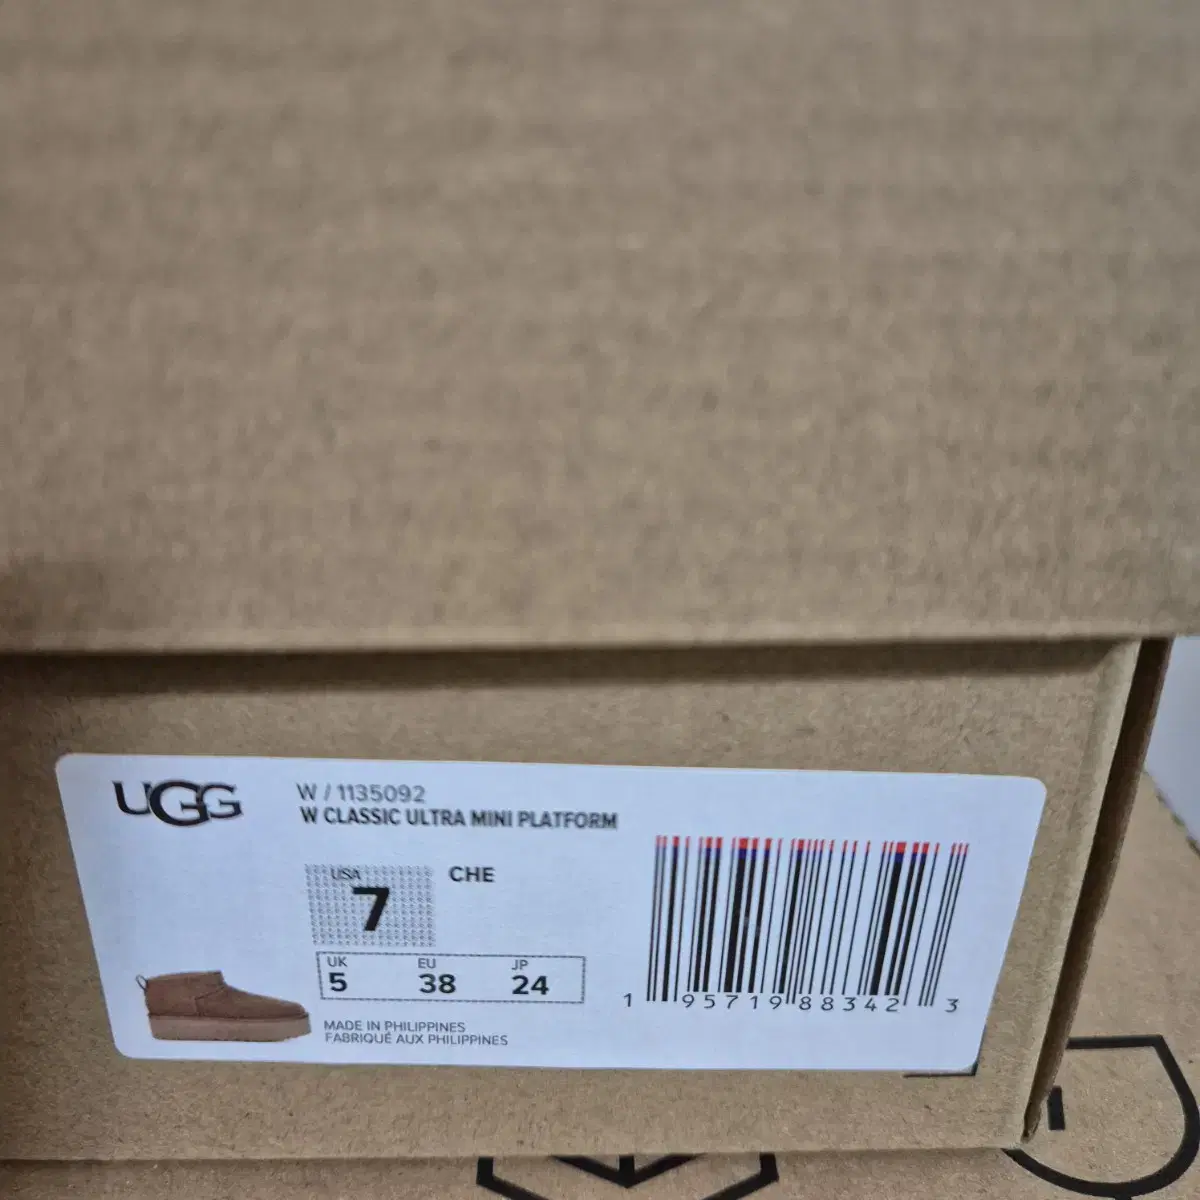 UGG
W / 1135092
W CLASSIC ULTRA MINI PLATFORM
USA
7
CHE
UK
5
EU
38
JP
24
MADE IN PHILIPPINES
FABRIQUÉ AUX PHILIPPINES
1 95719 88342 3